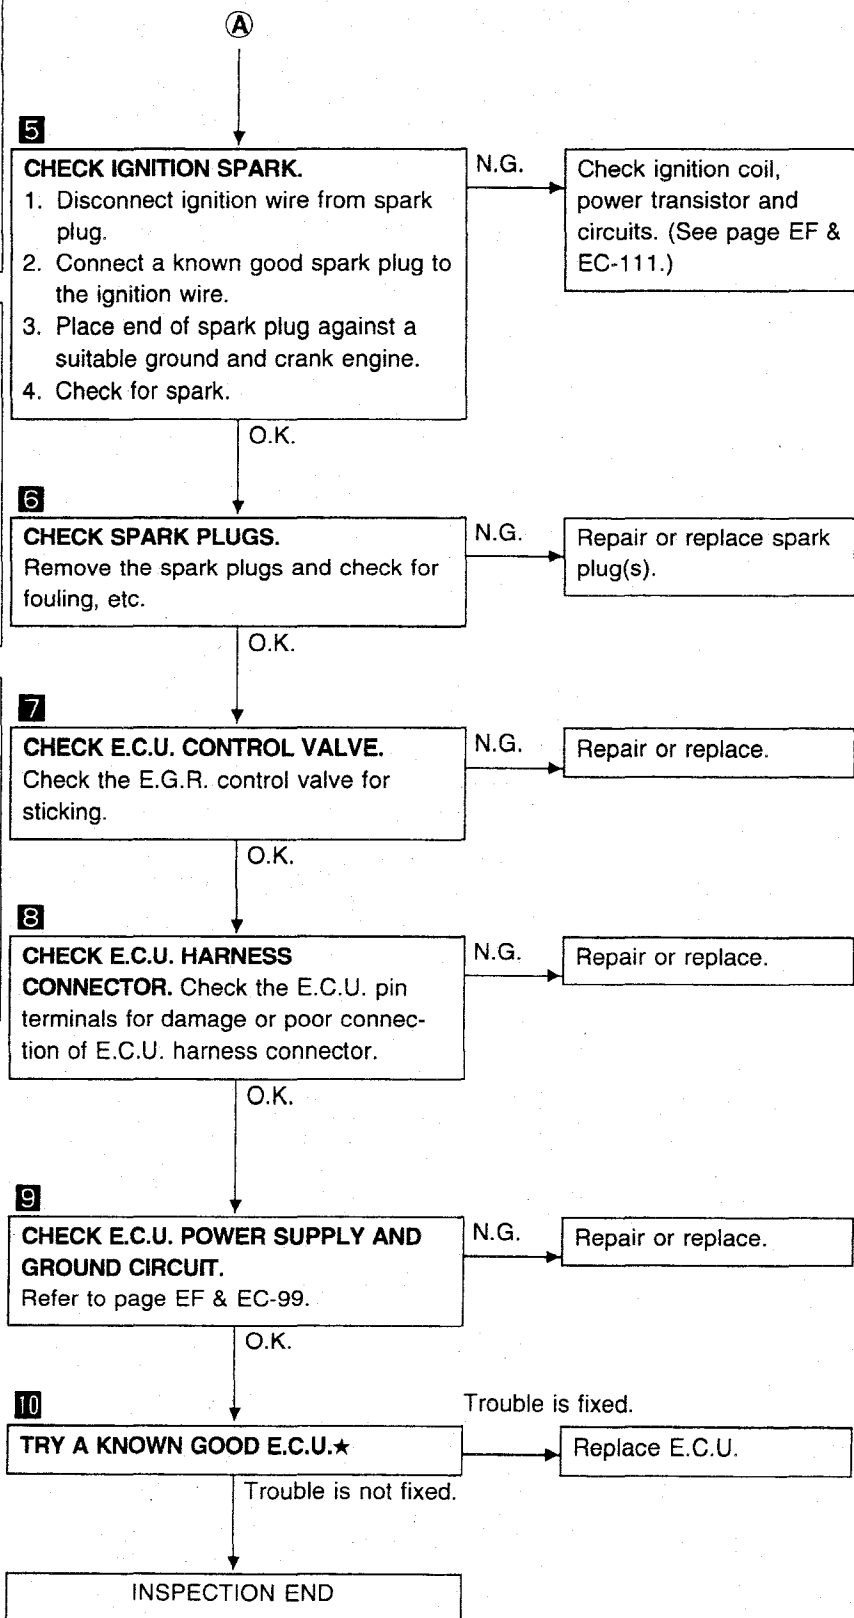 A
5
CHECK IGNITION SPARK.
1. Disconnect ignition wire from spark
plug.
2. Connect a known good spark plug to
the ignition wire.
3. Place end of spark plug against a
suitable ground and crank engine.
4. Check for spark.
N.G.
Check ignition coil,
power transistor and
circuits. (See page EF &
EC-111.)
O.K.
6
CHECK SPARK PLUGS.
Remove the spark plugs and check for
fouling, etc.
N.G.
Repair or replace spark
plug(s).
O.K.
7
CHECK E.C.U. CONTROL VALVE.
Check the E.G.R. control valve for
sticking.
N.G.
Repair or replace.
O.K.
8
CHECK E.C.U. HARNESS
CONNECTOR. Check the E.C.U. pin
terminals for damage or poor connec-
tion of E.C.U. harness connector.
N.G.
Repair or replace.
O.K.
9
CHECK E.C.U. POWER SUPPLY AND
GROUND CIRCUIT.
Refer to page EF & EC-99.
N.G.
Repair or replace.
O.K.
10
TRY A KNOWN GOOD E.C.U.★
Trouble is fixed.
Replace E.C.U.
Trouble is not fixed.
INSPECTION END